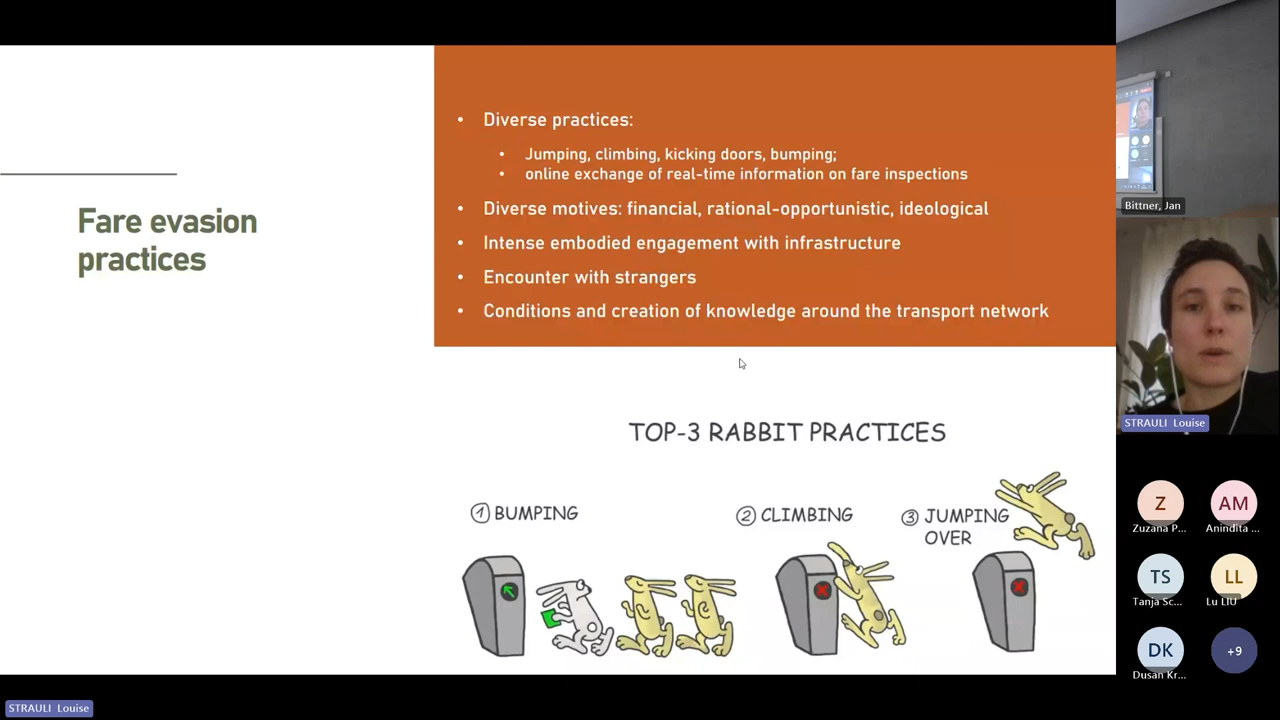 Fare evasion
practices
• Diverse practices:
• Jumping, climbing, kicking doors, bumping;
• online exchange of real-time information on fare inspections
• Diverse motives: financial, rational-opportunistic, ideological
• Intense embodied engagement with infrastructure
• Encounter with strangers
• Conditions and creation of knowledge around the transport network
TOP-3 RABBIT PRACTICES
1 BUMPING
2 CLIMBING
3 JUMPING
OVER
Bittner, Jan
STRAULI Louise
Z
Zuzana P...
AM
Anindita ...
TS
Tanja Sc...
LL
Lu LIU
DK
Dusan Kr...
+9
STRAULI Louise